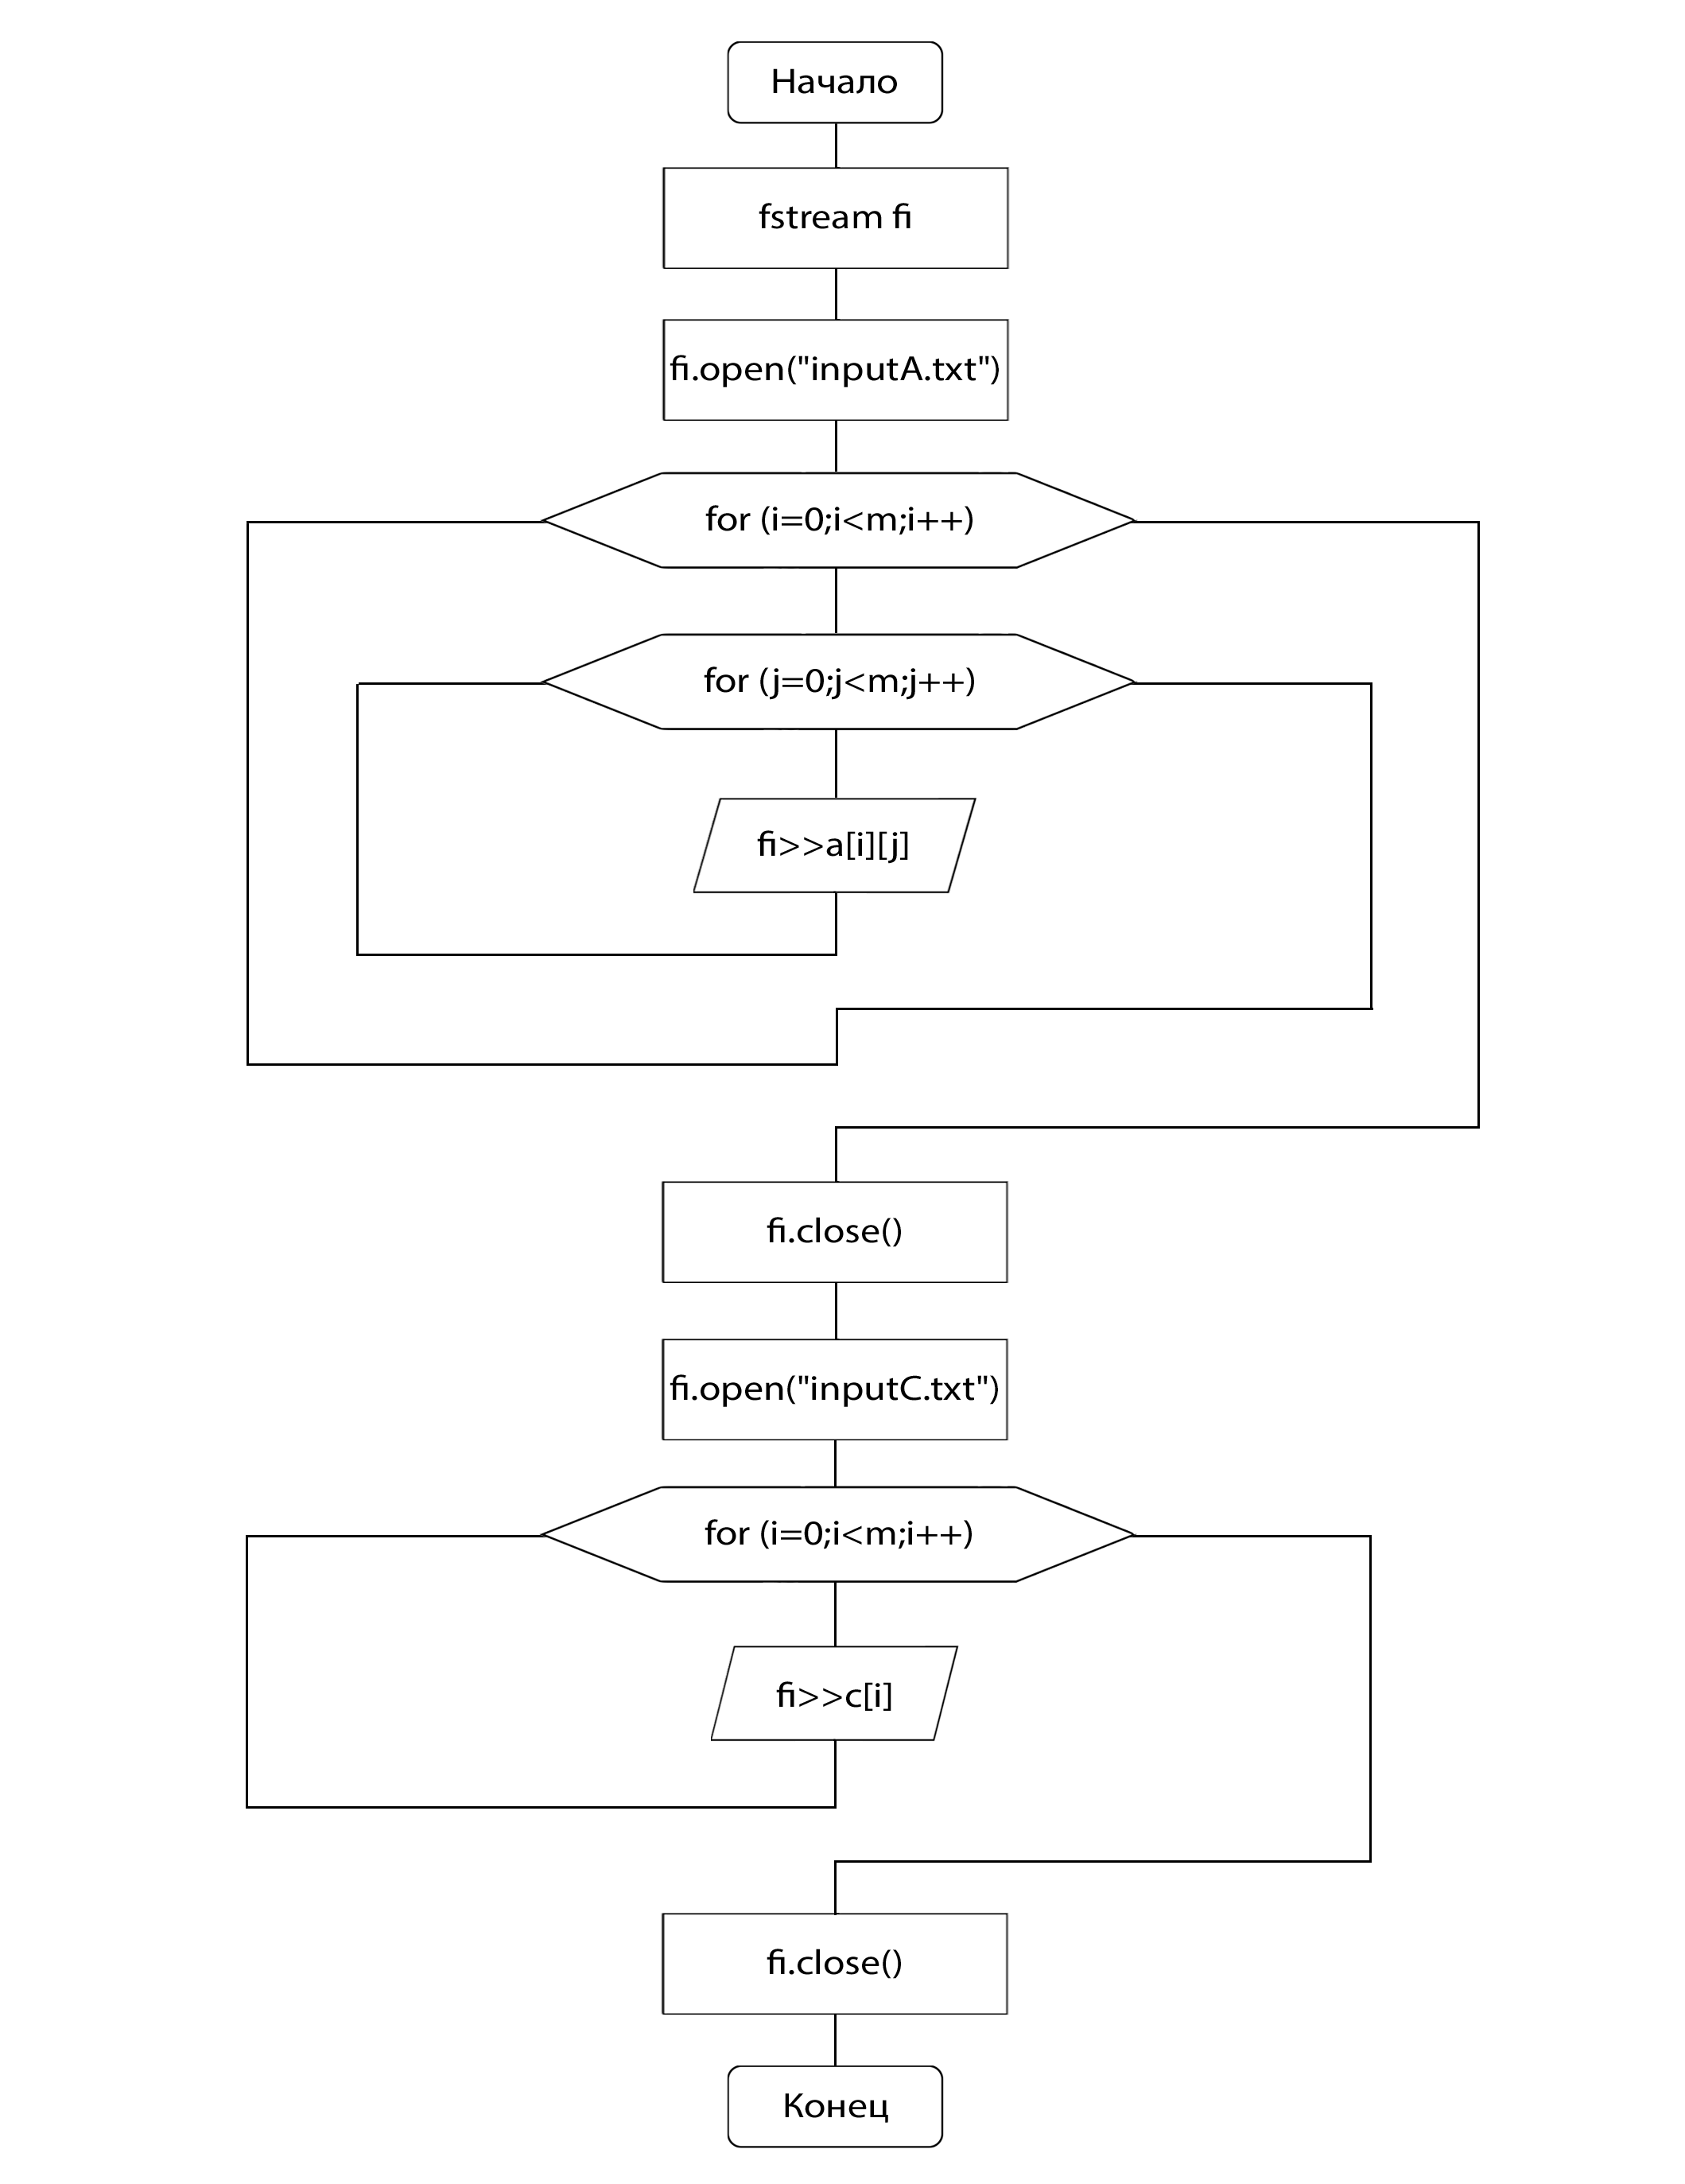 Начало
fstream fi
fi.open("inputA.txt")
for (i=0;i<m;i++)
for (j=0;j<m;j++)
fi>>a[i][j]
fi.close()
fi.open("inputC.txt")
for (i=0;i<m;i++)
fi>>c[i]
fi.close()
Конец